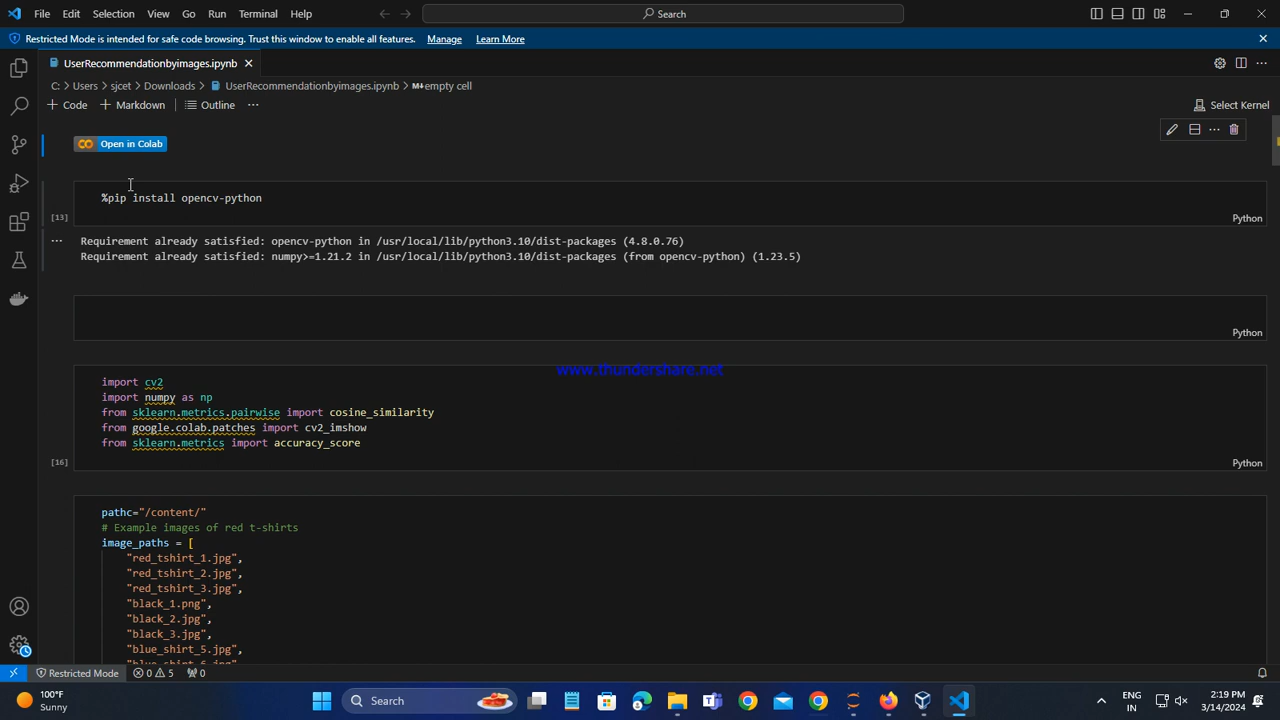 File Edit Selection View Go Run Terminal Help
Search
Restricted Mode is intended for safe code browsing. Trust this window to enable all features. Manage Learn More
UserRecommendationbyimages.ipynb
C: > Users > sjcet > Downloads > UserRecommendationbyimages.ipynb > M↓empty cell
+ Code + Markdown Outline ...
Select Kernel
CO Open in Colab
%pip install opencv-python
[13]
Python
Requirement already satisfied: opencv-python in /usr/local/lib/python3.10/dist-packages (4.8.0.76)
Requirement already satisfied: numpy>=1.21.2 in /usr/local/lib/python3.10/dist-packages (from opencv-python) (1.23.5)
Python
www.thundershare.net
import cv2
import numpy as np
from sklearn.metrics.pairwise import cosine_similarity
from google.colab.patches import cv2_imshow
from sklearn.metrics import accuracy_score
[16]
Python
pathc="/content/"
# Example images of red t-shirts
image_paths = [
"red_tshirt_1.jpg",
"red_tshirt_2.jpg",
"red_tshirt_3.jpg",
"black_1.png",
"black_2.jpg",
"black_3.jpg",
"blue_shirt_5.jpg",
"blue_shirt_6.jpg",
Restricted Mode 0 5 0
100°F
Sunny
Search
ENG
IN
2:19 PM
3/14/2024